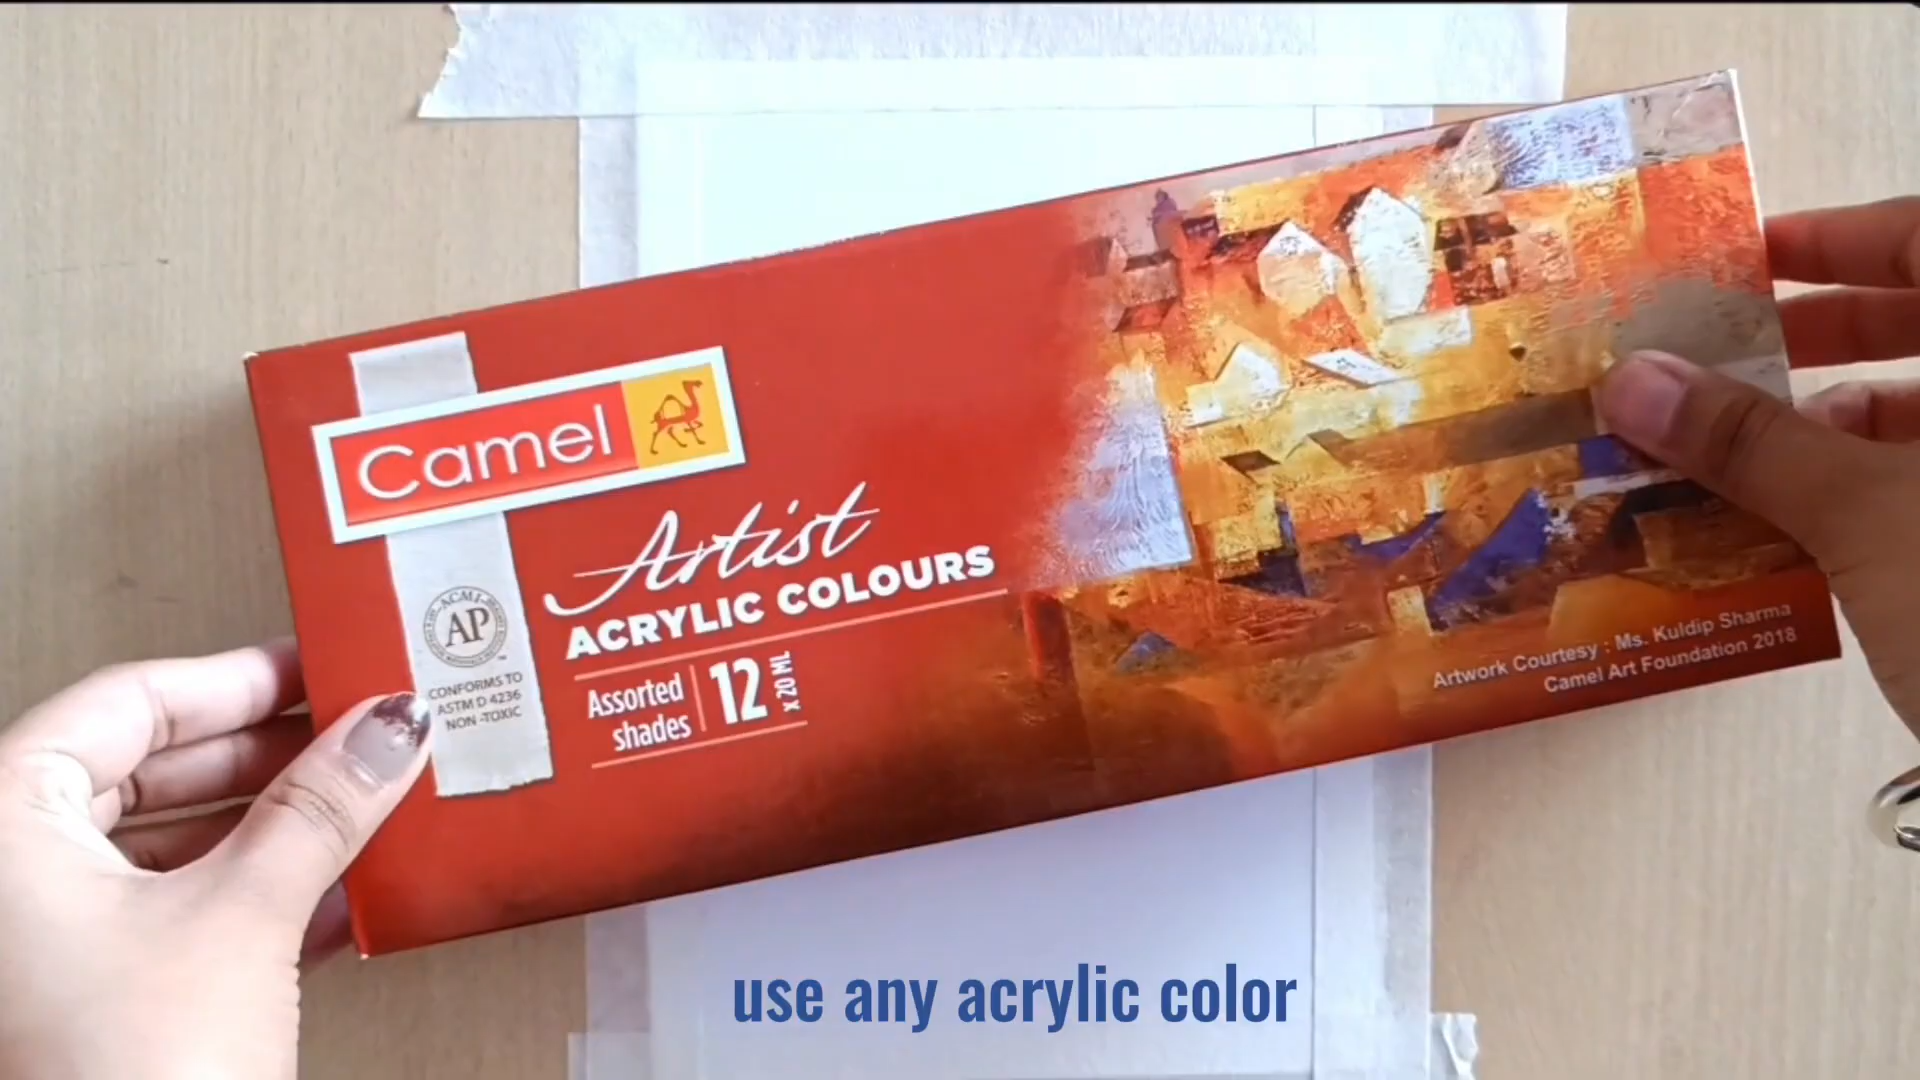 Camel
Artist
ACRYLIC COLOURS
Assorted
shades
12
x 20 ML
AP
CONFORMS TO
ASTM D 4236
NON -TOXIC
Artwork Courtesy : Ms. Kuldip Sharma
Camel Art Foundation 2018
use any acrylic color